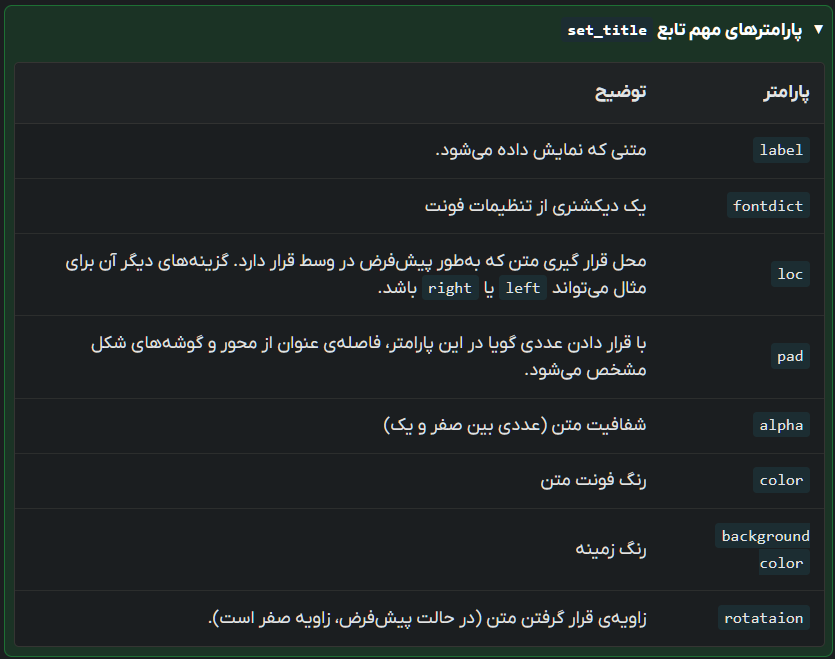 ▼ پارامترهای مهم تابع set_title
پارامتر توضیح
label متنی که نمایش داده می‌شود.
fontdict یک دیکشنری از تنظیمات فونت
loc محل قرار گیری متن که به‌طور پیش‌فرض در وسط قرار دارد. گزینه‌های دیگر آن برای
مثال می‌تواند left یا right باشد.
pad با قرار دادن عددی گویا در این پارامتر، فاصله‌ی عنوان از محور و گوشه‌های شکل
مشخص می‌شود.
alpha شفافیت متن (عددی بین صفر و یک)
color رنگ فونت متن
background
color
رنگ زمینه
rotataion زاویه‌ی قرار گرفتن متن (در حالت پیش‌فرض، زاویه صفر است).